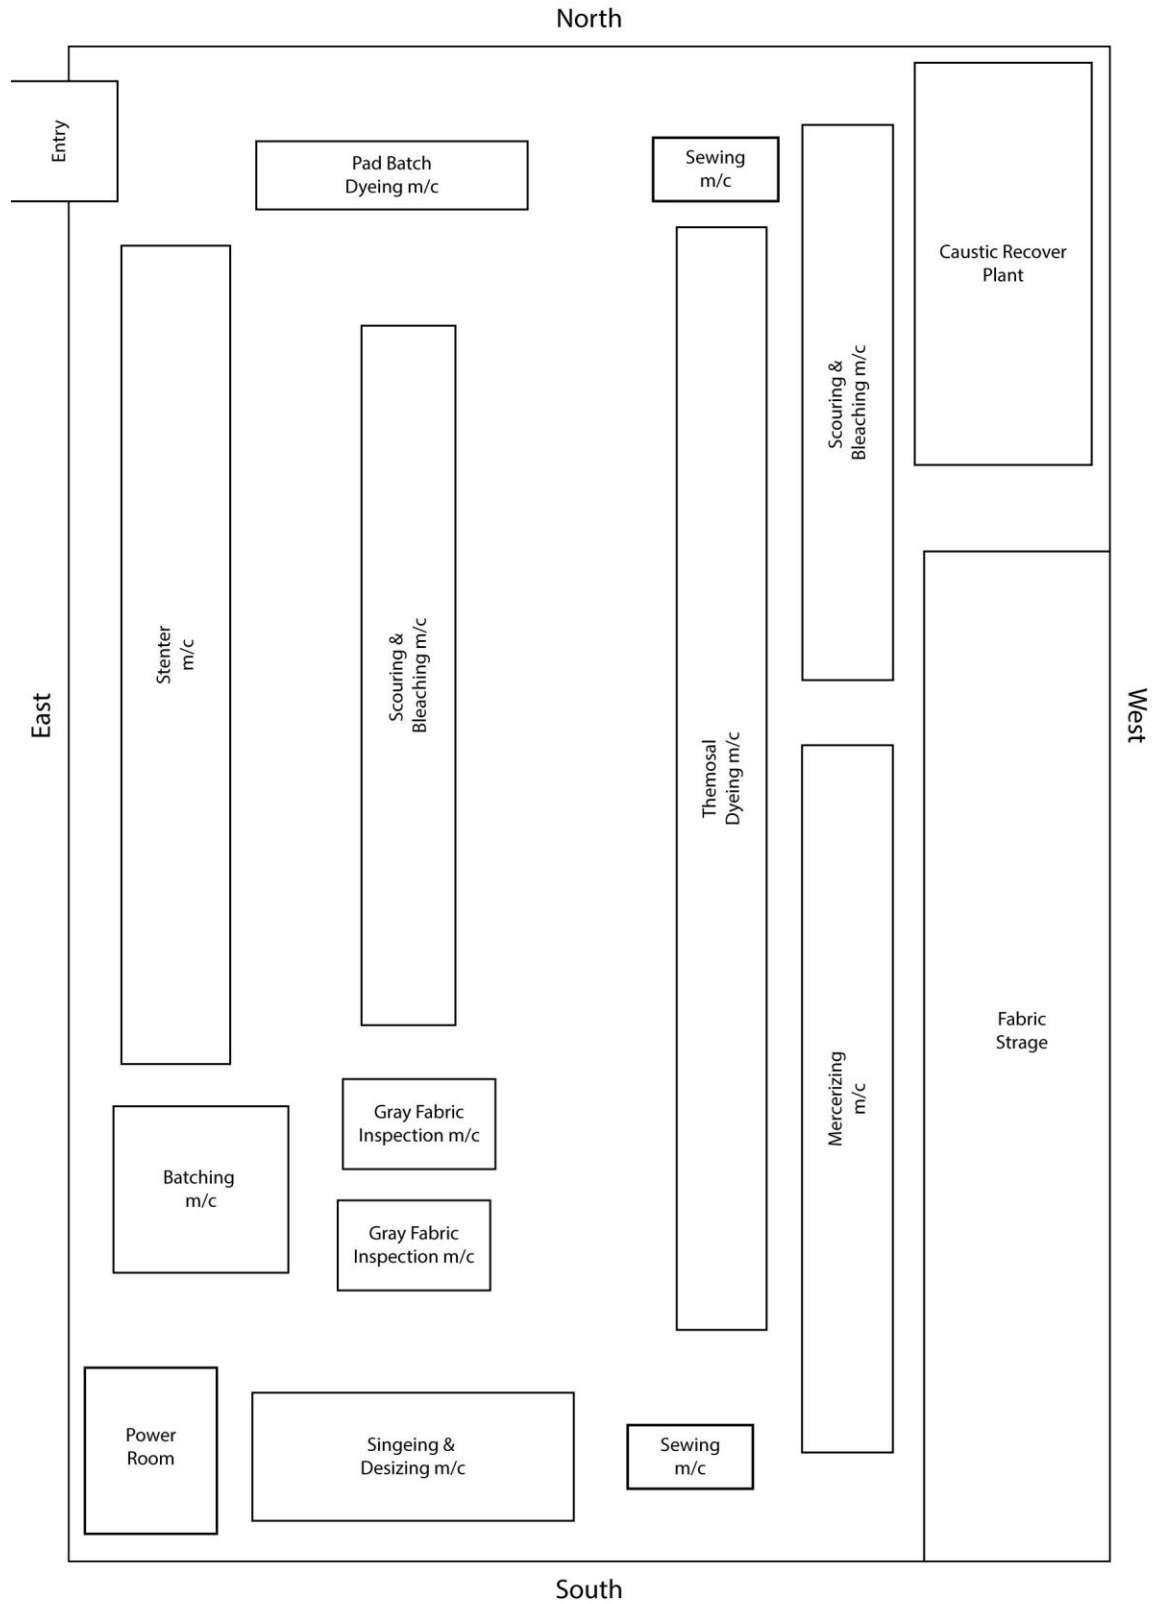 North
Entry
Pad Batch
Dyeing m/c
Sewing
m/c
Caustic Recover
Plant
Scouring &
Bleaching m/c
Stenter
m/c
Scouring &
Bleaching m/c
East
West
Themosal
Dyeing m/c
Fabric
Strage
Mercerizing
m/c
Gray Fabric
Inspection m/c
Batching
m/c
Gray Fabric
Inspection m/c
Power
Room
Singeing &
Desizing m/c
Sewing
m/c
South